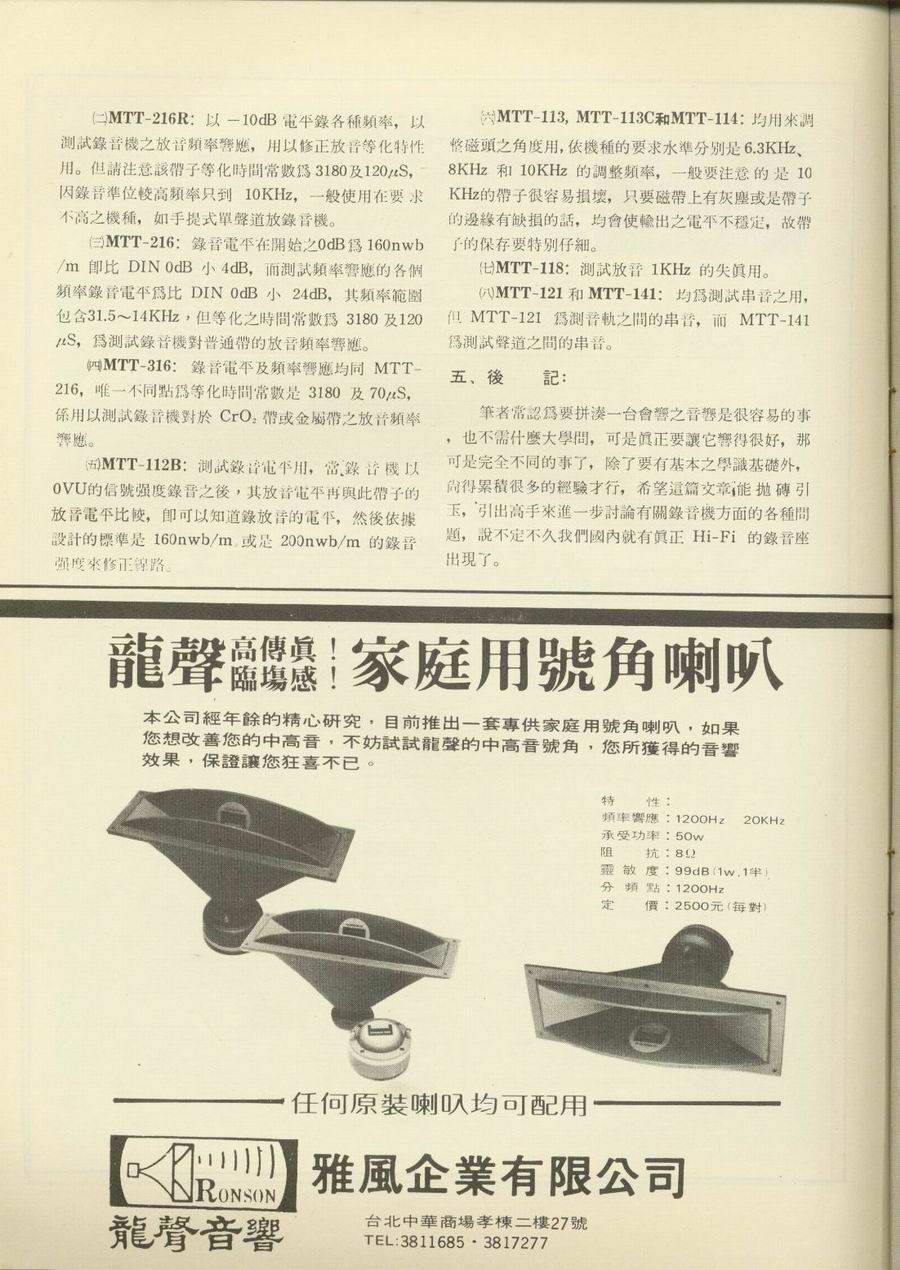 ㈡MTT-216R：以 －10dB 電平錄各種頻率，以
測試錄音機之放音頻率響應，用以修正放音等化特性
用。但請注意該帶子等化時間常數爲 3180及120μS，
因錄音準位較高頻率只到 10KHz，一般使用在要求
不高之機種，如手提式單聲道放錄音機。
㈢MTT-216：錄音電平在開始之0dB爲 160nwb
/m 卽比 DIN 0dB 小 4dB，而測試頻率響應的各個
頻率錄音電平爲比 DIN 0dB 小 24dB，其頻率範圍
包含31.5～14KHz，但等化之時間常數爲 3180 及120
μS，爲測試錄音機對普通帶的放音頻率響應。
㈣MTT-316：錄音電平及頻率響應均同 MTT-
216，唯一不同點爲等化時間常數是 3180 及 70μS，
係用以測試錄音機對於 CrO₂ 帶或金屬帶之放音頻率
響應。
㈤MTT-112B：測試錄音電平用，當錄音機以
0VU的信號强度錄音之後，其放音電平再與此帶子的
放音電平比較，卽可以知道錄放音的電平，然後依據
設計的標準是 160nwb/m 或是 200nwb/m 的錄音
强度來修正線路。
㈥MTT-113, MTT-113C和MTT-114：均用來調
整磁頭之角度用，依機種的要求水準分別是6.3KHz、
8KHz 和 10KHz 的調整頻率，一般要注意的是 10
KHz的帶子很容易損壞，只要磁帶上有灰塵或是帶子
的邊緣有缺損的話，均會使輸出之電平不穩定，故帶
子的保存要特別仔細。
㈦MTT-118：測試放音 1KHz 的失眞用。
㈧MTT-121 和 MTT-141：均爲測試串音之用，
但 MTT-121 爲測音軌之間的串音，而 MTT-141
爲測試聲道之間的串音。
五、後　記：
筆者常認爲要拼湊一台會響之音響是很容易的事
，也不需什麽大學問，可是眞正要讓它響得很好，那
可是完全不同的事了，除了要有基本之學識基礎外，
尙得累積很多的經驗才行，希望這篇文章能拋磚引
玉，引出高手來進一步討論有關錄音機方面的各種問
題，說不定不久我們國內就有眞正 Hi-Fi 的錄音座
出現了。
龍聲高傳眞！臨場感！家庭用號角喇叭
本公司經年餘的精心硏究，目前推出一套專供家庭用號角喇叭，如果
您想改善您的中高音，不妨試試龍聲的中高音號角，您所獲得的音響
效果，保證讓您狂喜不已。
特　性：
頻率響應：1200Hz　20KHz
承受功率：50w
阻　抗：8Ω
靈敏度：99dB(1w,1半)
分頻點：1200Hz
定　價：2500元(每對)
任何原裝喇叭均可配用
RONSON
龍聲音響
雅風企業有限公司
台北中華商場孝棟二樓27號
TEL:3811685・3817277